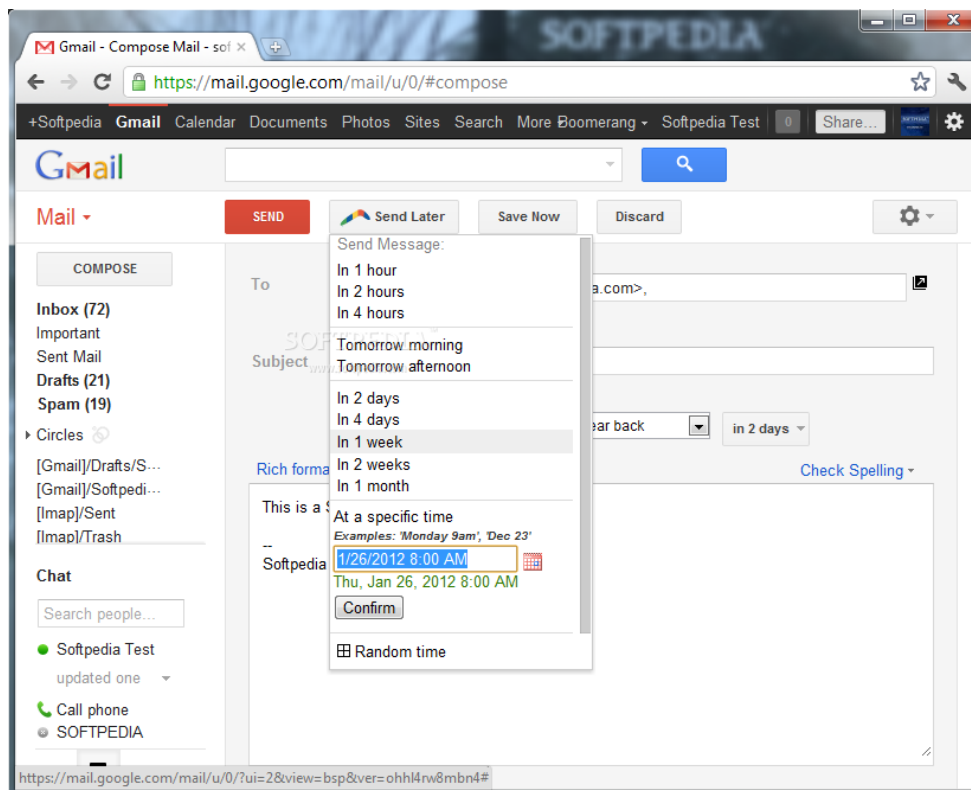 SOFTPEDIA
Gmail - Compose Mail - sof
https://mail.google.com/mail/u/0/#compose
+Softpedia Gmail Calendar Documents Photos Sites Search More Boomerang Softpedia Test 0 Share...
Gmail
Mail SEND Send Later Save Now Discard
COMPOSE
Inbox (72)
Important
Sent Mail
Drafts (21)
Spam (19)
Circles
[Gmail]/Drafts/S...
[Gmail]/Softpedi...
[Imap]/Sent
[Imap]/Trash
Chat
Search people...
Softpedia Test
updated one
Call phone
SOFTPEDIA
Send Message:
In 1 hour
In 2 hours
In 4 hours
Tomorrow morning
Tomorrow afternoon
In 2 days
In 4 days
In 1 week
In 2 weeks
In 1 month
At a specific time
Examples: 'Monday 9am', 'Dec 23'
1/26/2012 8:00 AM
Thu, Jan 26, 2012 8:00 AM
Confirm
Random time
To a.com>,
SOFTPEDIA
Subject
ear back in 2 days
Rich forma Check Spelling
This is a S
--
Softpedia
https://mail.google.com/mail/u/0/?ui=2&view=bsp&ver=ohhl4rw8mbn4#